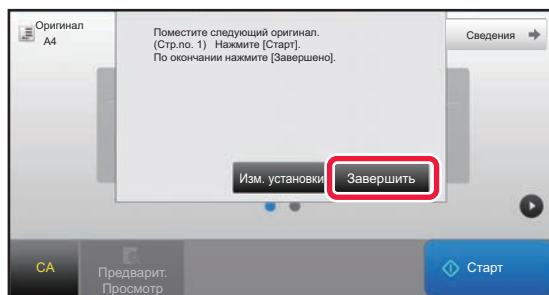 Оригинал
A4
Поместите следующий оригинал.
(Стр.no. 1) Нажмите [Старт].
По окончании нажмите [Завершено].
Сведения
Изм. установки
Завершить
CA
Предварит.
Просмотр
Старт